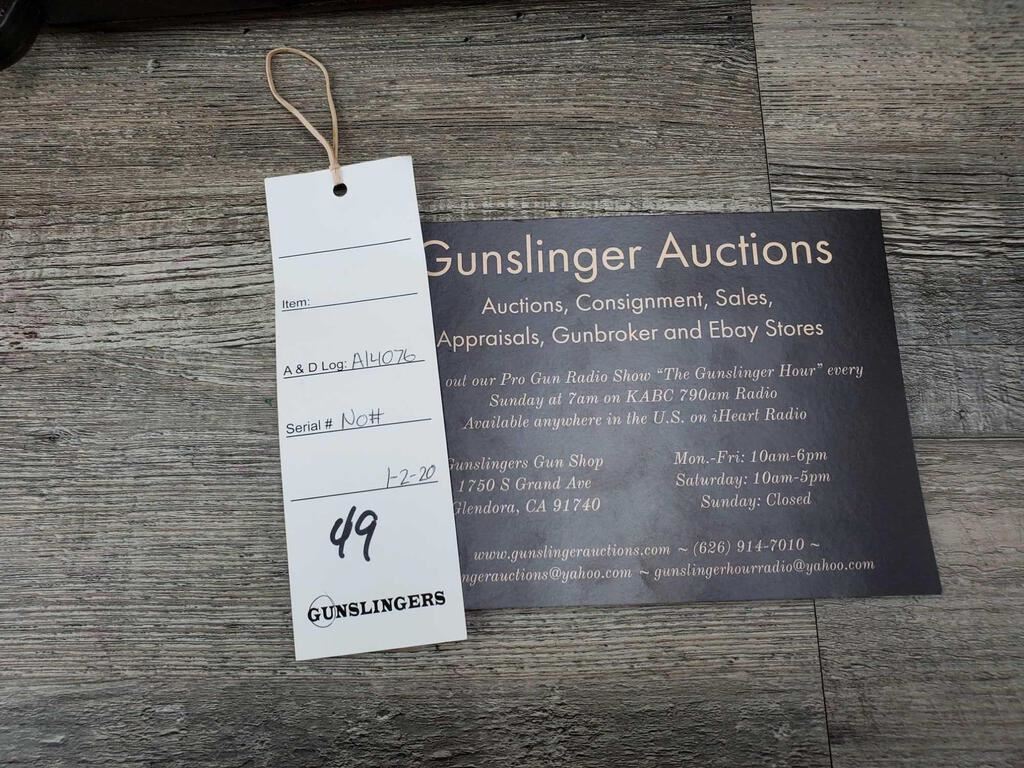 Item:
A & D Log: A14076
Serial # No#
1-2-20
49
GUNSLINGERS
Gunslinger Auctions
Auctions, Consignment, Sales,
Appraisals, Gunbroker and Ebay Stores
out our Pro Gun Radio Show “The Gunslinger Hour” every
Sunday at 7am on KABC 790am Radio
Available anywhere in the U.S. on iHeart Radio
Gunslingers Gun Shop
1750 S Grand Ave
Glendora, CA 91740
Mon.-Fri: 10am-6pm
Saturday: 10am-5pm
Sunday: Closed
www.gunslingerauctions.com ~ (626) 914-7010 ~
ngerauctions@yahoo.com ~ gunslingerhourradio@yahoo.com